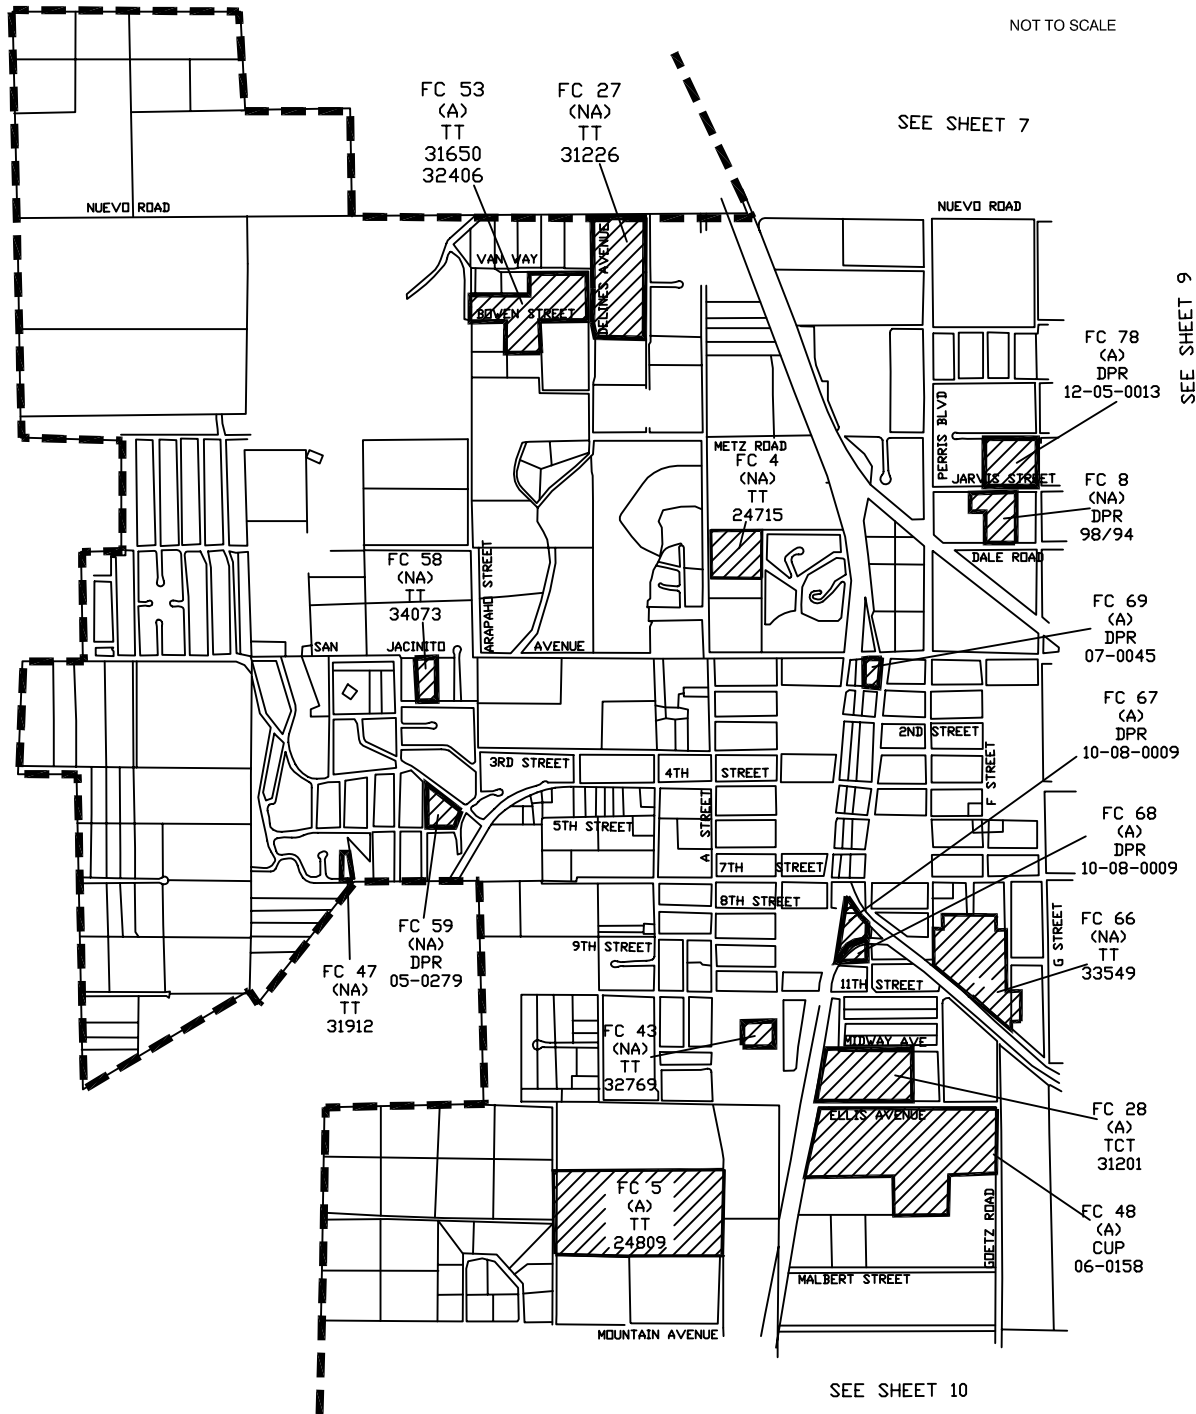 NOT TO SCALE
SEE SHEET 7
FC 53
(A)
TT
31650
32406
FC 27
(NA)
TT
31226
NUEVO ROAD
NUEVO ROAD
VAN WAY
DELINES AVENUE
BOWEN STREET
SEE SHEET 9
FC 78
(A)
DPR
12-05-0013
PERRIS BLVD
METZ ROAD
FC 4
(NA)
TT
24715
JARVIS STREET
FC 8
(NA)
DPR
98/94
DALE ROAD
FC 58
(NA)
TT
34073
ARAPAHO STREET
SAN JACINITO AVENUE
FC 69
(A)
DPR
07-0045
FC 67
(A)
DPR
10-08-0009
2ND STREET
F STREET
3RD STREET
4TH STREET
A STREET
5TH STREET
7TH STREET
8TH STREET
FC 68
(A)
DPR
10-08-0009
FC 59
(NA)
DPR
05-0279
9TH STREET
G STREET
FC 66
(NA)
TT
33549
FC 47
(NA)
TT
31912
11TH STREET
FC 43
(NA)
TT
32769
MIDWAY AVE
ELLIS AVENUE
FC 28
(A)
TCT
31201
FC 5
(A)
TT
24809
GOETZ ROAD
FC 48
(A)
CUP
06-0158
MALBERT STREET
MOUNTAIN AVENUE
SEE SHEET 10